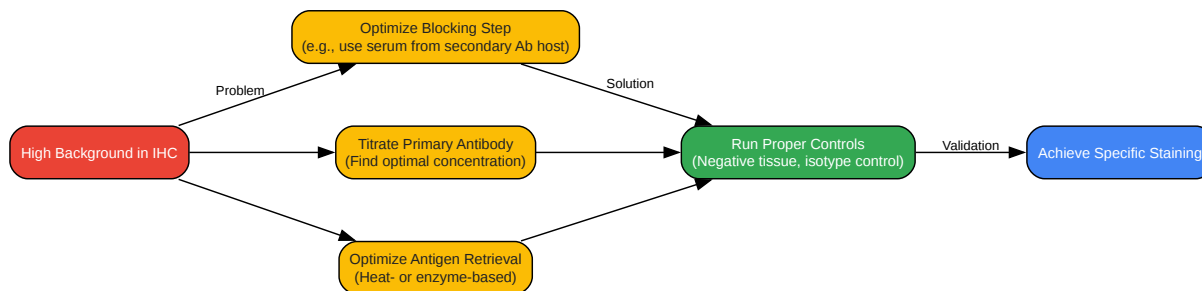 Optimize Blocking Step
(e.g., use serum from secondary Ab host)
Problem
Solution
High Background in IHC
Titrate Primary Antibody
(Find optimal concentration)
Run Proper Controls
(Negative tissue, isotype control)
Validation
Achieve Specific Staining
Optimize Antigen Retrieval
(Heat- or enzyme-based)